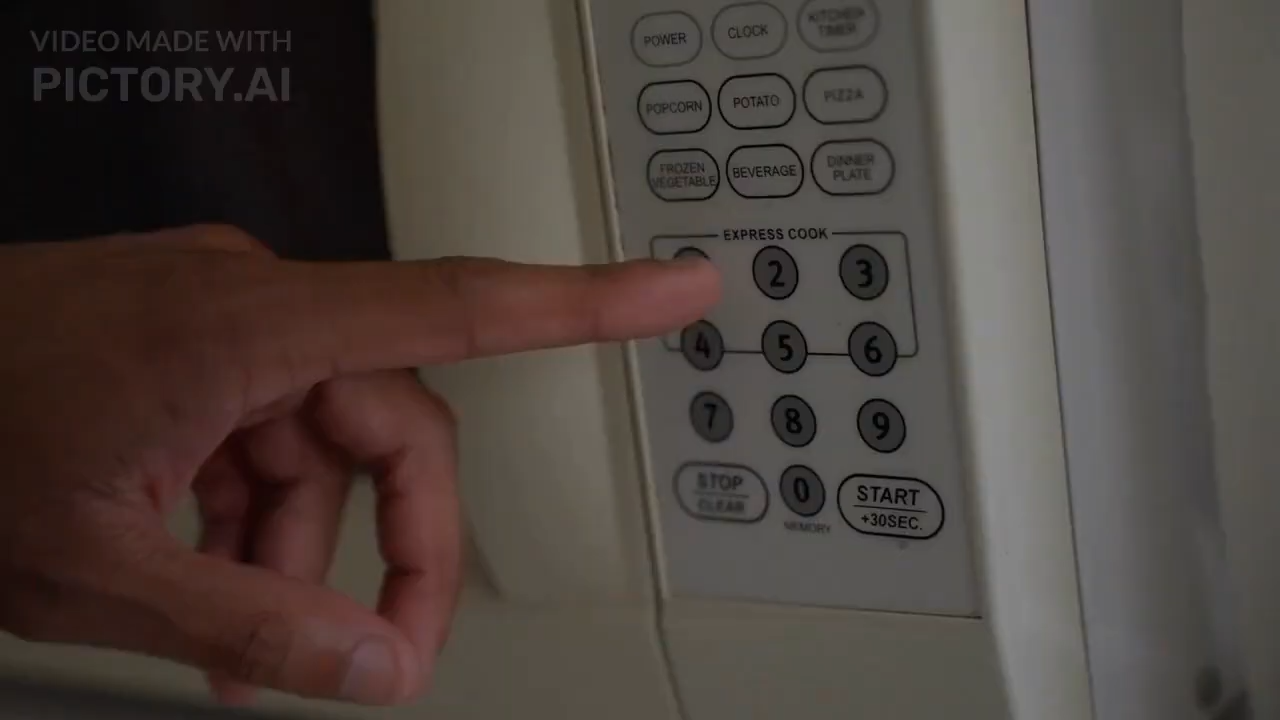 VIDEO MADE WITH
PICTORY.AI
POWER
CLOCK
KITCHEN
TIMER
POPCORN
POTATO
PIZZA
FROZEN
VEGETABLE
BEVERAGE
DINNER
PLATE
EXPRESS COOK
2
3
4
5
6
7
8
9
STOP
CLEAR
0
MEMORY
START
+30SEC.